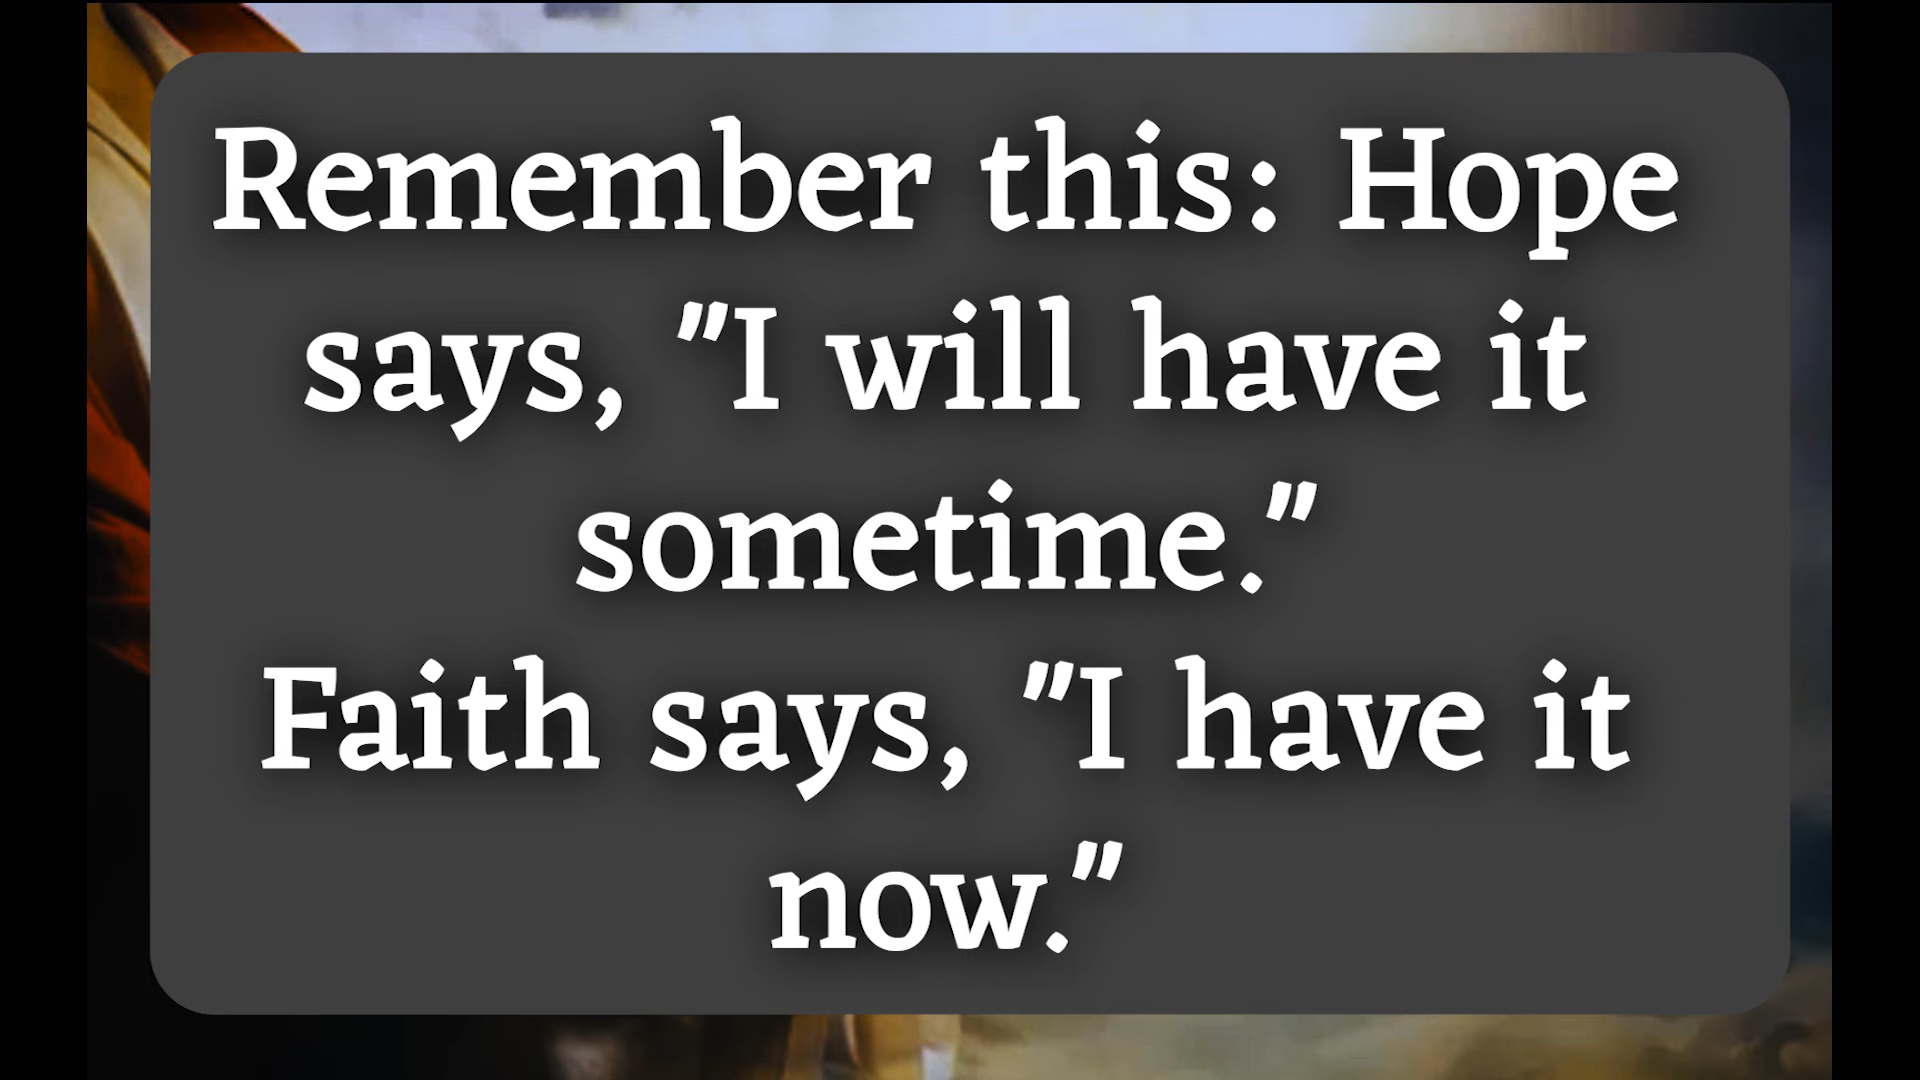 Remember this: Hope
says, "I will have it
sometime."
Faith says, "I have it
now."